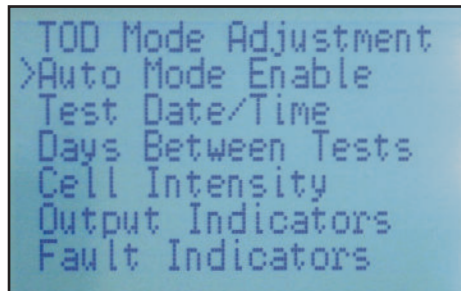 TOD Mode Adjustment
>Auto Mode Enable
Test Date/Time
Days Between Tests
Cell Intensity
Output Indicators
Fault Indicators